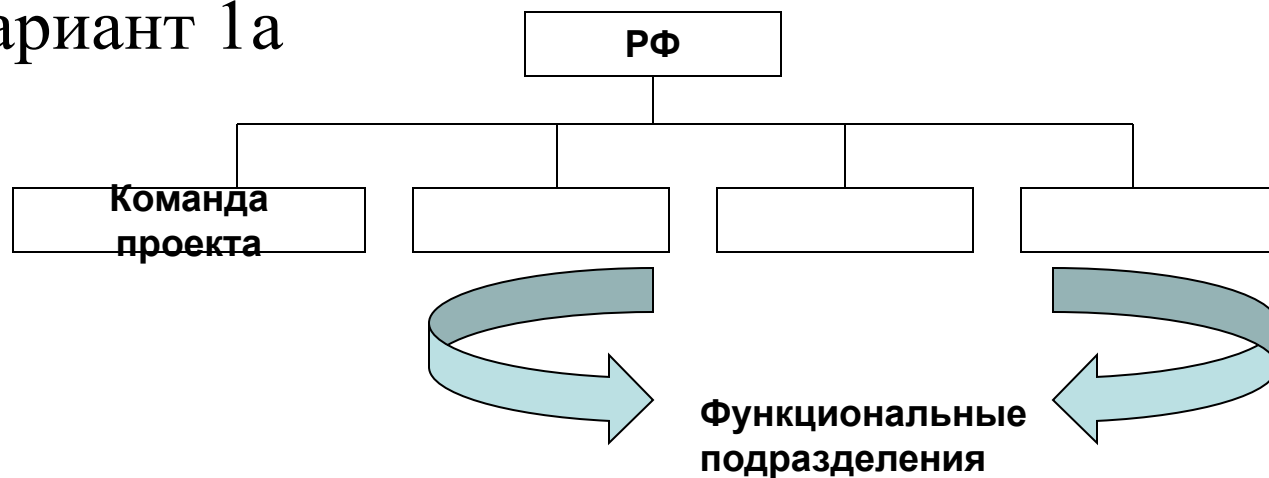 ариант 1а
РФ
Команда
проекта
Функциональные
подразделения